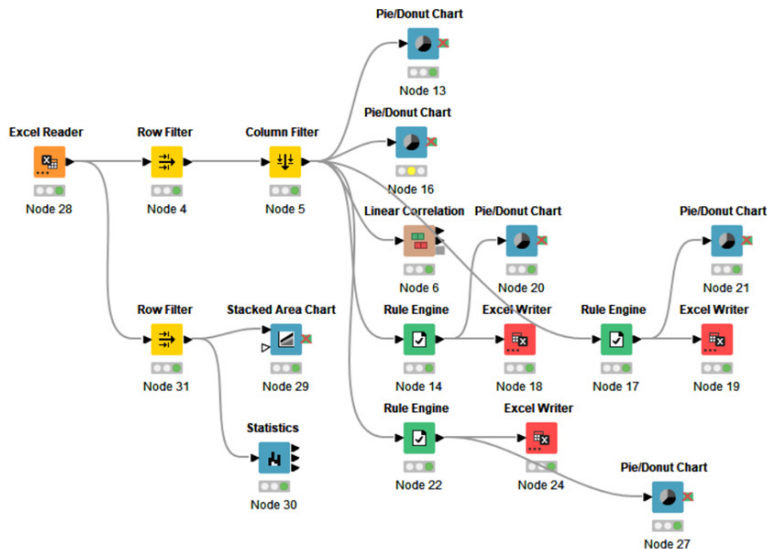 Pie/Donut Chart
Node 13
Pie/Donut Chart
Node 16
Excel Reader
Node 28
Row Filter
Node 4
Column Filter
Node 5
Linear Correlation
Node 6
Pie/Donut Chart
Node 20
Pie/Donut Chart
Node 21
Row Filter
Node 31
Stacked Area Chart
Node 29
Rule Engine
Node 14
Excel Writer
Node 18
Rule Engine
Node 17
Excel Writer
Node 19
Statistics
Node 30
Rule Engine
Node 22
Excel Writer
Node 24
Pie/Donut Chart
Node 27